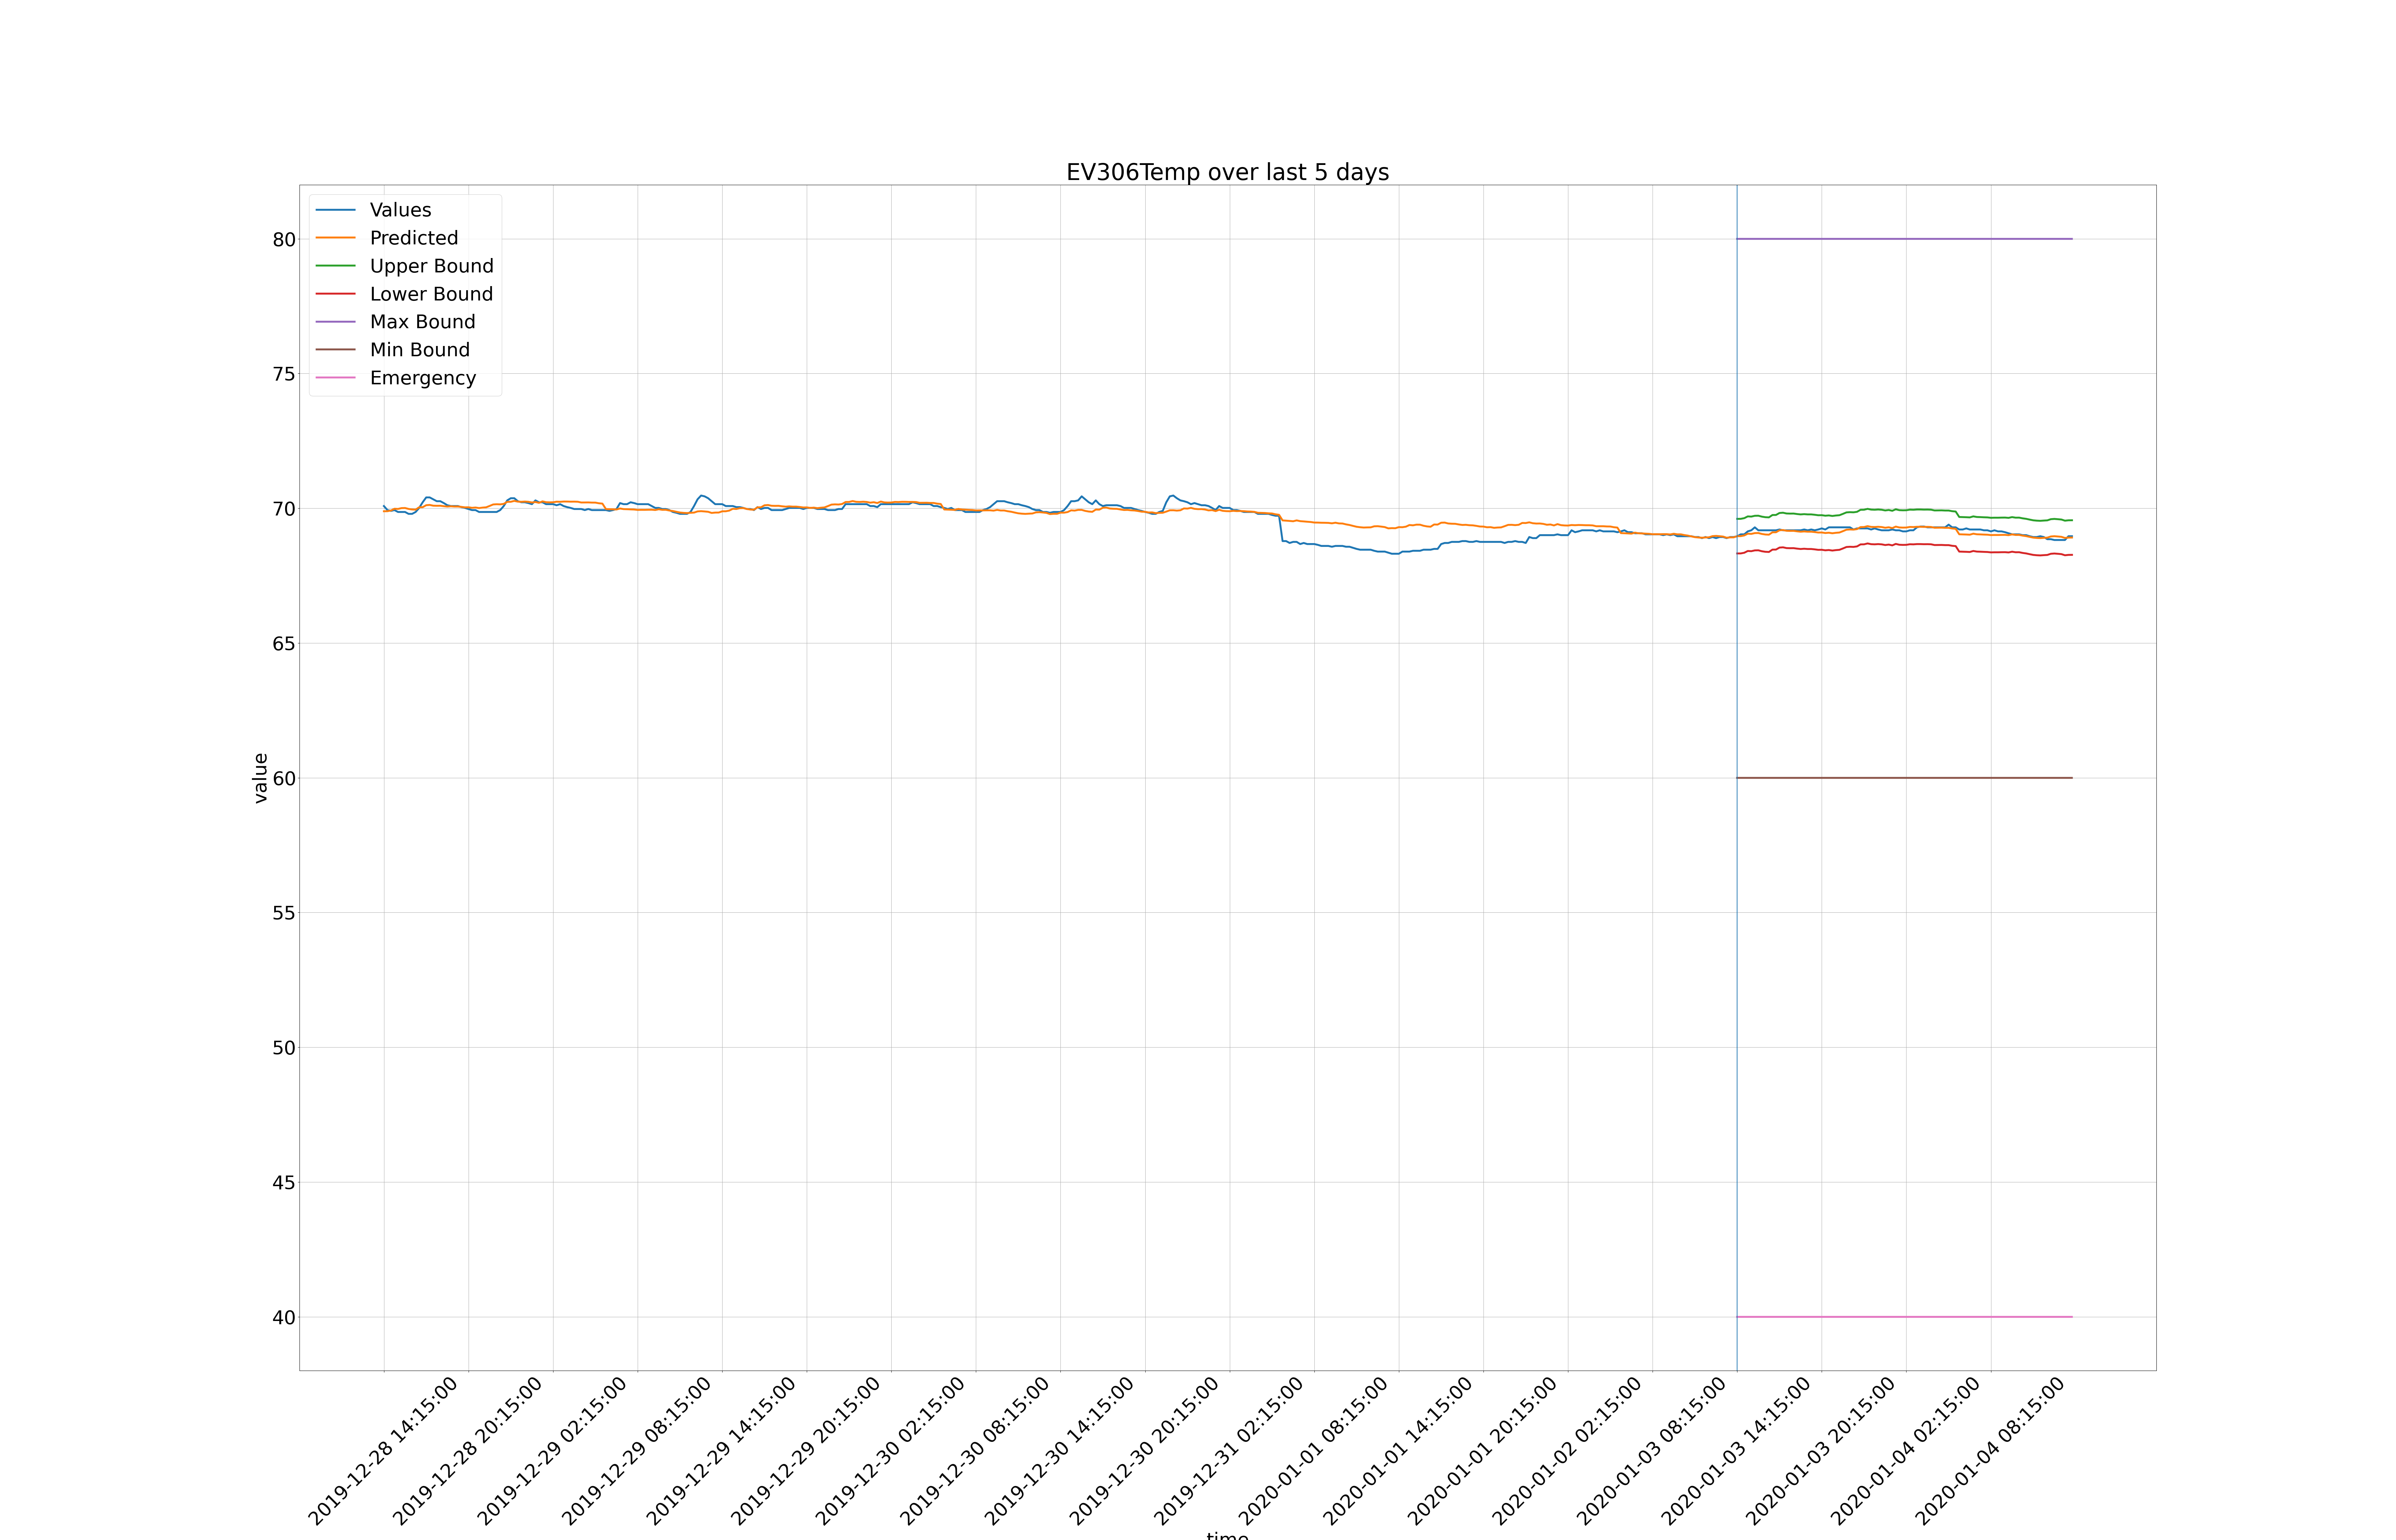 EV306Temp over last 5 days
Values
Predicted
Upper Bound
Lower Bound
Max Bound
Min Bound
Emergency
80
75
70
65
60
55
50
45
40
value
2019-12-28 14:15:00
2019-12-28 20:15:00
2019-12-29 02:15:00
2019-12-29 08:15:00
2019-12-29 14:15:00
2019-12-29 20:15:00
2019-12-30 02:15:00
2019-12-30 08:15:00
2019-12-30 14:15:00
2019-12-30 20:15:00
2019-12-31 02:15:00
2020-01-01 08:15:00
2020-01-01 14:15:00
2020-01-01 20:15:00
2020-01-02 02:15:00
2020-01-03 08:15:00
2020-01-03 14:15:00
2020-01-03 20:15:00
2020-01-04 02:15:00
2020-01-04 08:15:00
time